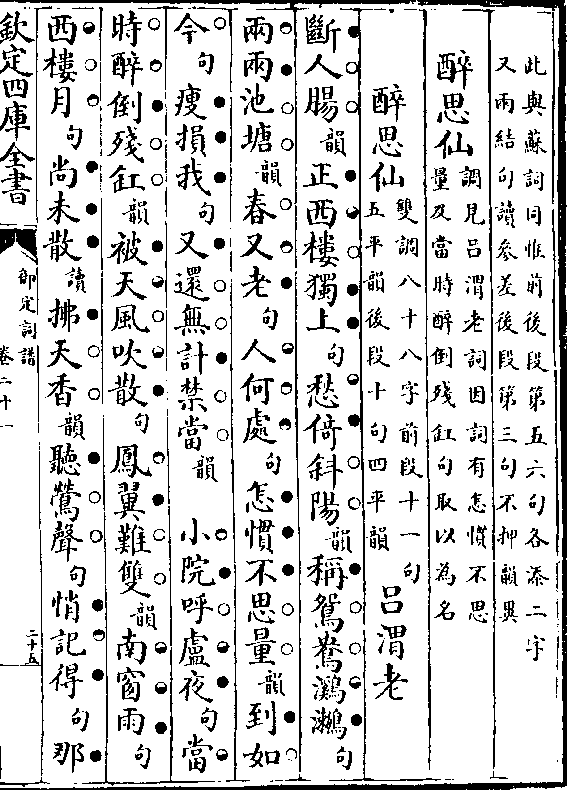 此與蘇詞同惟前後段第五六句各添二字
又兩結句讀參差後段第三句不押韻異
醉思仙調見呂渭老詞因詞有怎慣不思
量及當時醉倒殘缸句取以為名
醉思仙雙調八十八字前段十一句
五平韻後段十句四平韻 呂渭老
斷人腸韻正西樓獨上句愁倚斜陽韻稱鴛鴦鸂鶒句
兩兩池塘韻春又老句人何處句怎慣不思量韻到如
今句瘦損我句又還無計禁當韻 小院呼盧夜句當
時醉倒殘缸韻被天風吹散句鳳翼難雙韻南窗雨句
西樓月句尚未散讀拂天香韻聽鶯聲句悄記得句那
欽定四庫全書
御定詞譜
卷二十一
二十五